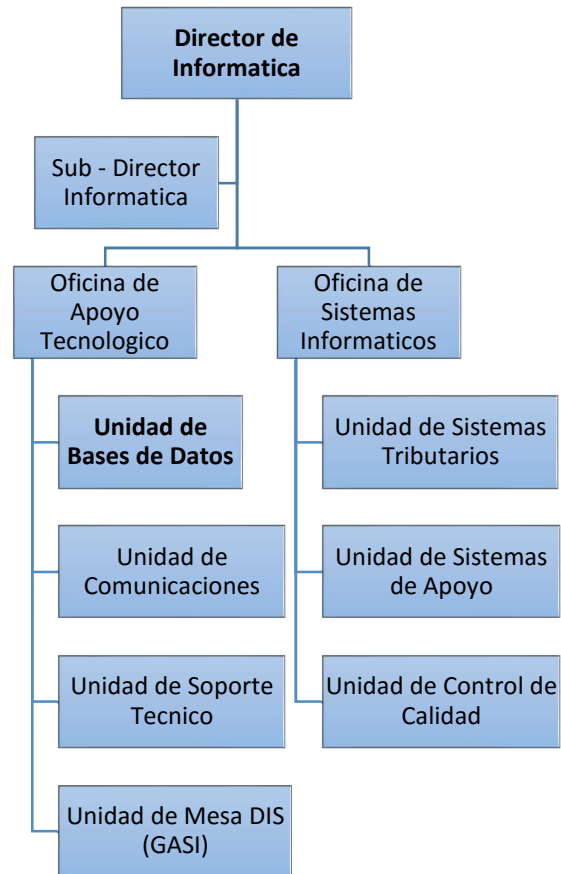 Director de
Informatica
Sub - Director
Informatica
Oficina de
Apoyo
Tecnologico
Oficina de
Sistemas
Informaticos
Unidad de
Bases de Datos
Unidad de Sistemas
Tributarios
Unidad de
Comunicaciones
Unidad de Sistemas
de Apoyo
Unidad de Soporte
Tecnico
Unidad de Control de
Calidad
Unidad de Mesa DIS
(GASI)